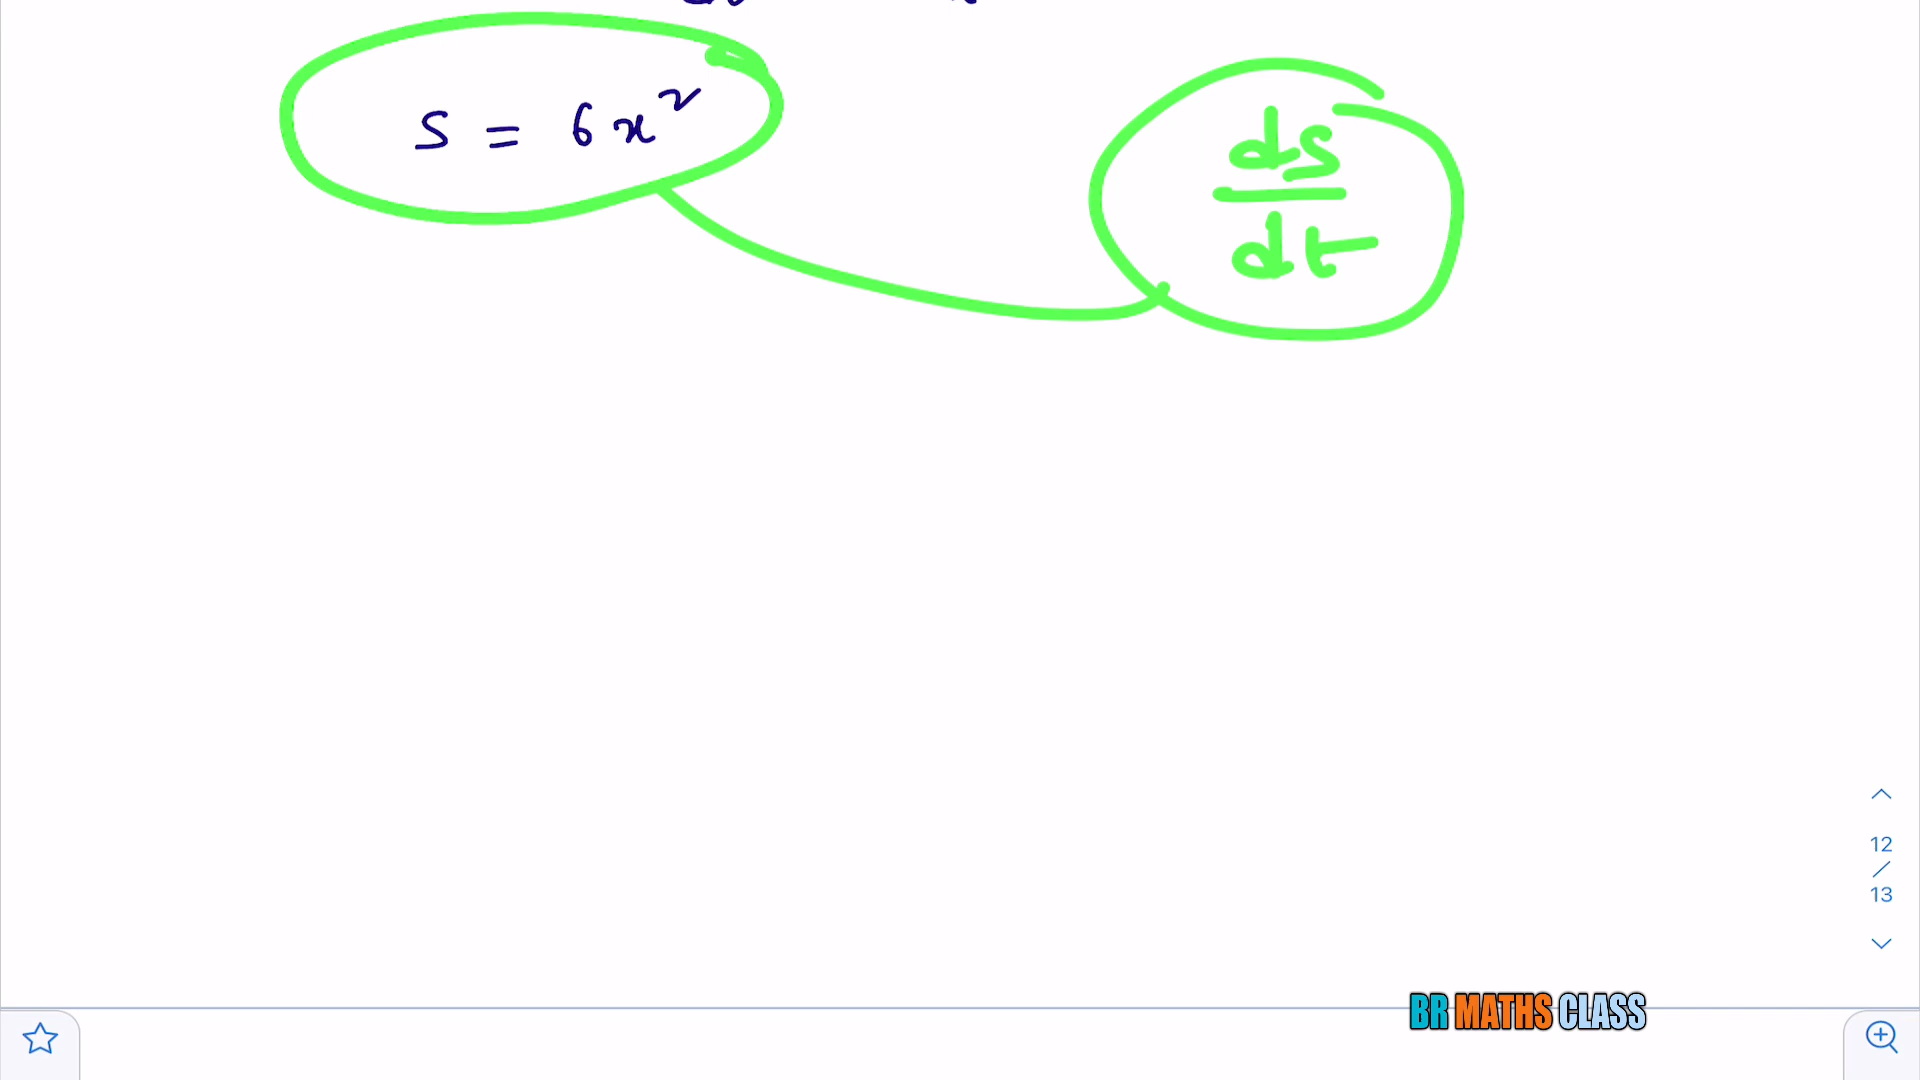 S = 6x²
ds
dt
12
/
13
BR MATHS CLASS